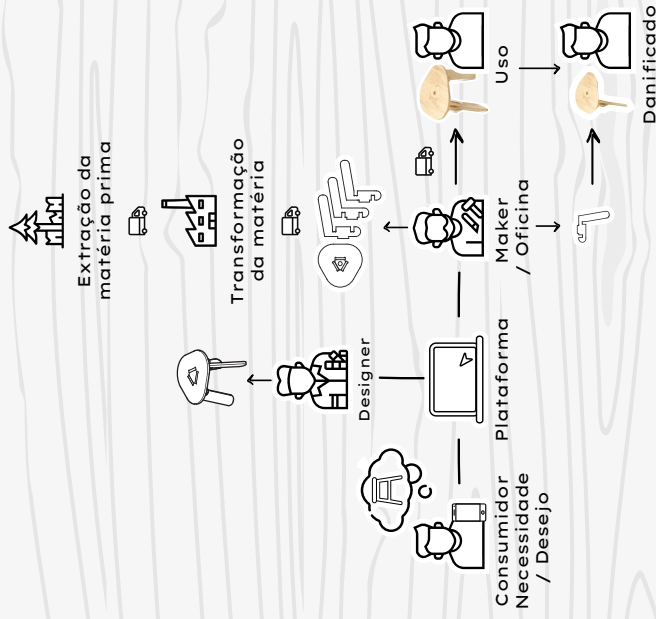 Extração da
matéria prima
Transformação
da matéria
Designer
Consumidor
Necessidade
/ Desejo
Plataforma
Maker
/ Oficina
Uso
Danificado